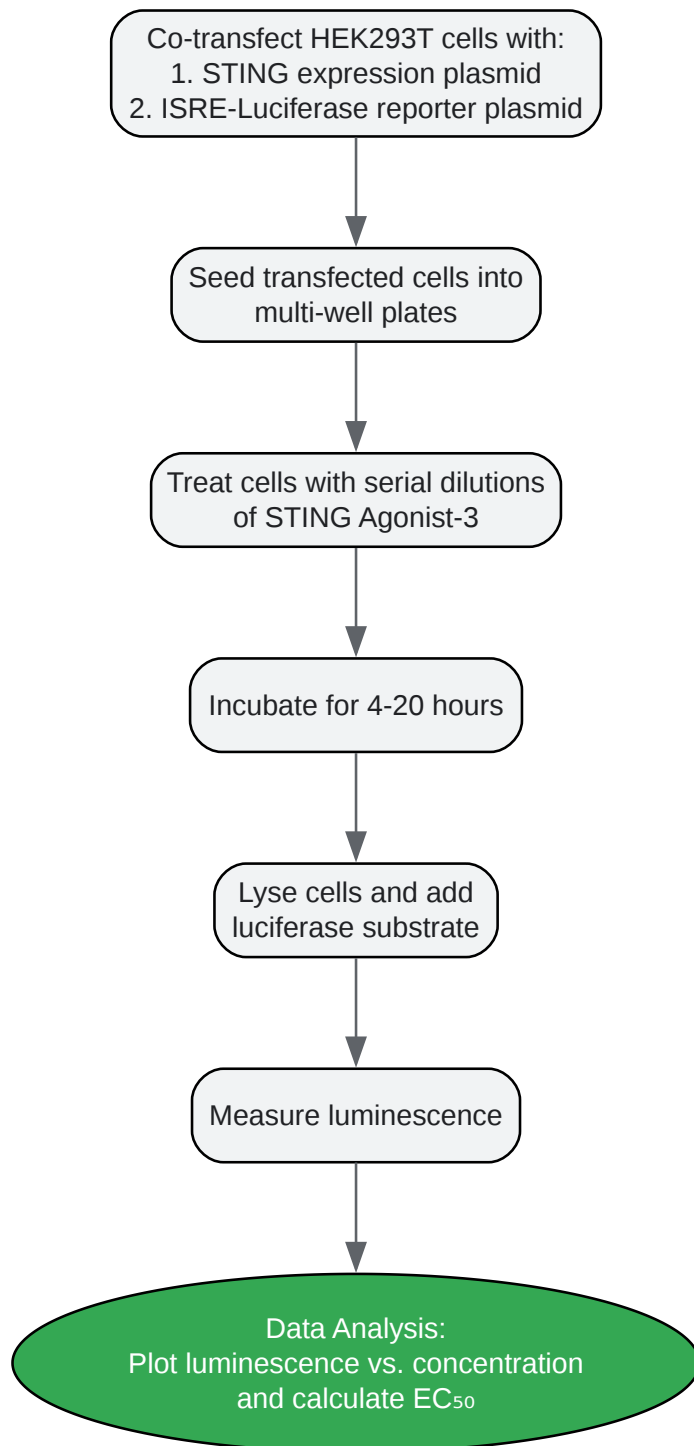 Co-transfect HEK293T cells with:
1. STING expression plasmid
2. ISRE-Luciferase reporter plasmid
Seed transfected cells into
multi-well plates
Treat cells with serial dilutions
of STING Agonist-3
Incubate for 4-20 hours
Lyse cells and add
luciferase substrate
Measure luminescence
Data Analysis:
Plot luminescence vs. concentration
and calculate EC₅₀